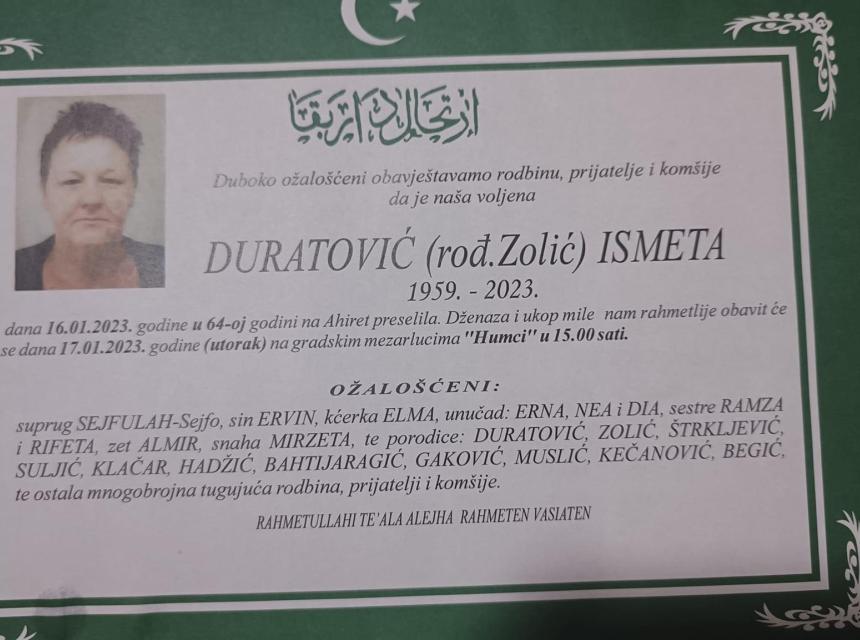 ارتحال دار بقا
Duboko ožalošćeni obavještavamo rodbinu, prijatelje i komšije
da je naša voljena
DURATOVIĆ (rođ.Zolić) ISMETA
1959. - 2023.
dana 16.01.2023. godine u 64-oj godini na Ahiret preselila. Dženaza i ukop mile nam rahmetlije obavit će
se dana 17.01.2023. godine (utorak) na gradskim mezarlucima "Humci" u 15.00 sati.
OŽALOŠĆENI:
suprug SEJFULAH-Sejfo, sin ERVIN, kćerka ELMA, unučad: ERNA, NEA i DIA, sestre RAMZA
i RIFETA, zet ALMIR, snaha MIRZETA, te porodice: DURATOVIĆ, ZOLIĆ, ŠTRKLJEVIĆ,
SULJIĆ, KLAČAR, HADŽIĆ, BAHTIJARAGIĆ, GAKOVIĆ, MUSLIĆ, KEČANOVIĆ, BEGIĆ,
te ostala mnogobrojna tugujuća rodbina, prijatelji i komšije.
RAHMETULLAHI TE'ALA ALEJHA RAHMETEN VASIATEN